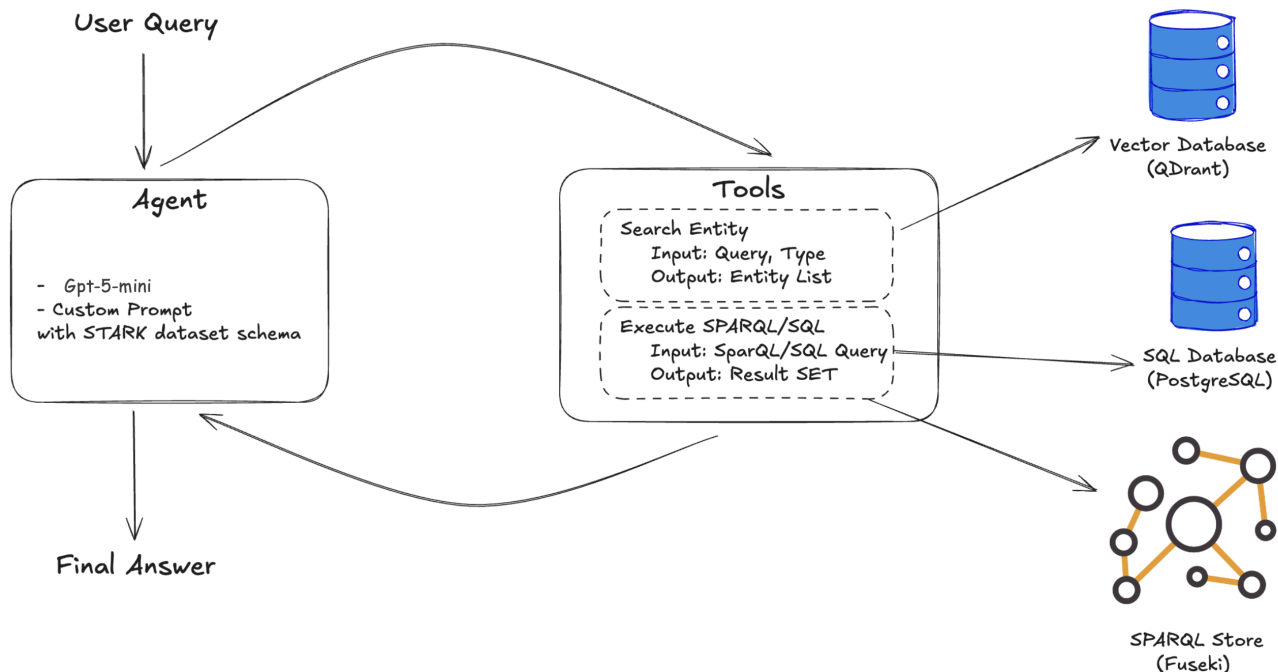 User Query
Agent
- Gpt-5-mini
- Custom Prompt
with STARK dataset schema
Final Answer
Tools
Search Entity
Input: Query, Type
Output: Entity List
Execute SPARQL/SQL
Input: SparQL/SQL Query
Output: Result SET
Vector Database
(QDrant)
SQL Database
(PostgreSQL)
SPARQL Store
(Fuseki)